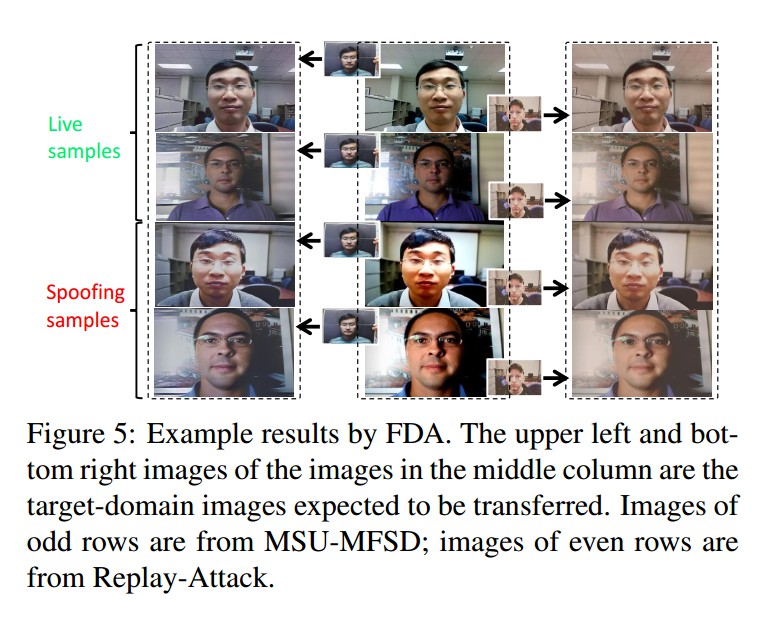 Live
samples
Spoofing
samples
Figure 5: Example results by FDA. The upper left and bot-
tom right images of the images in the middle column are the
target-domain images expected to be transferred. Images of
odd rows are from MSU-MFSD; images of even rows are
from Replay-Attack.